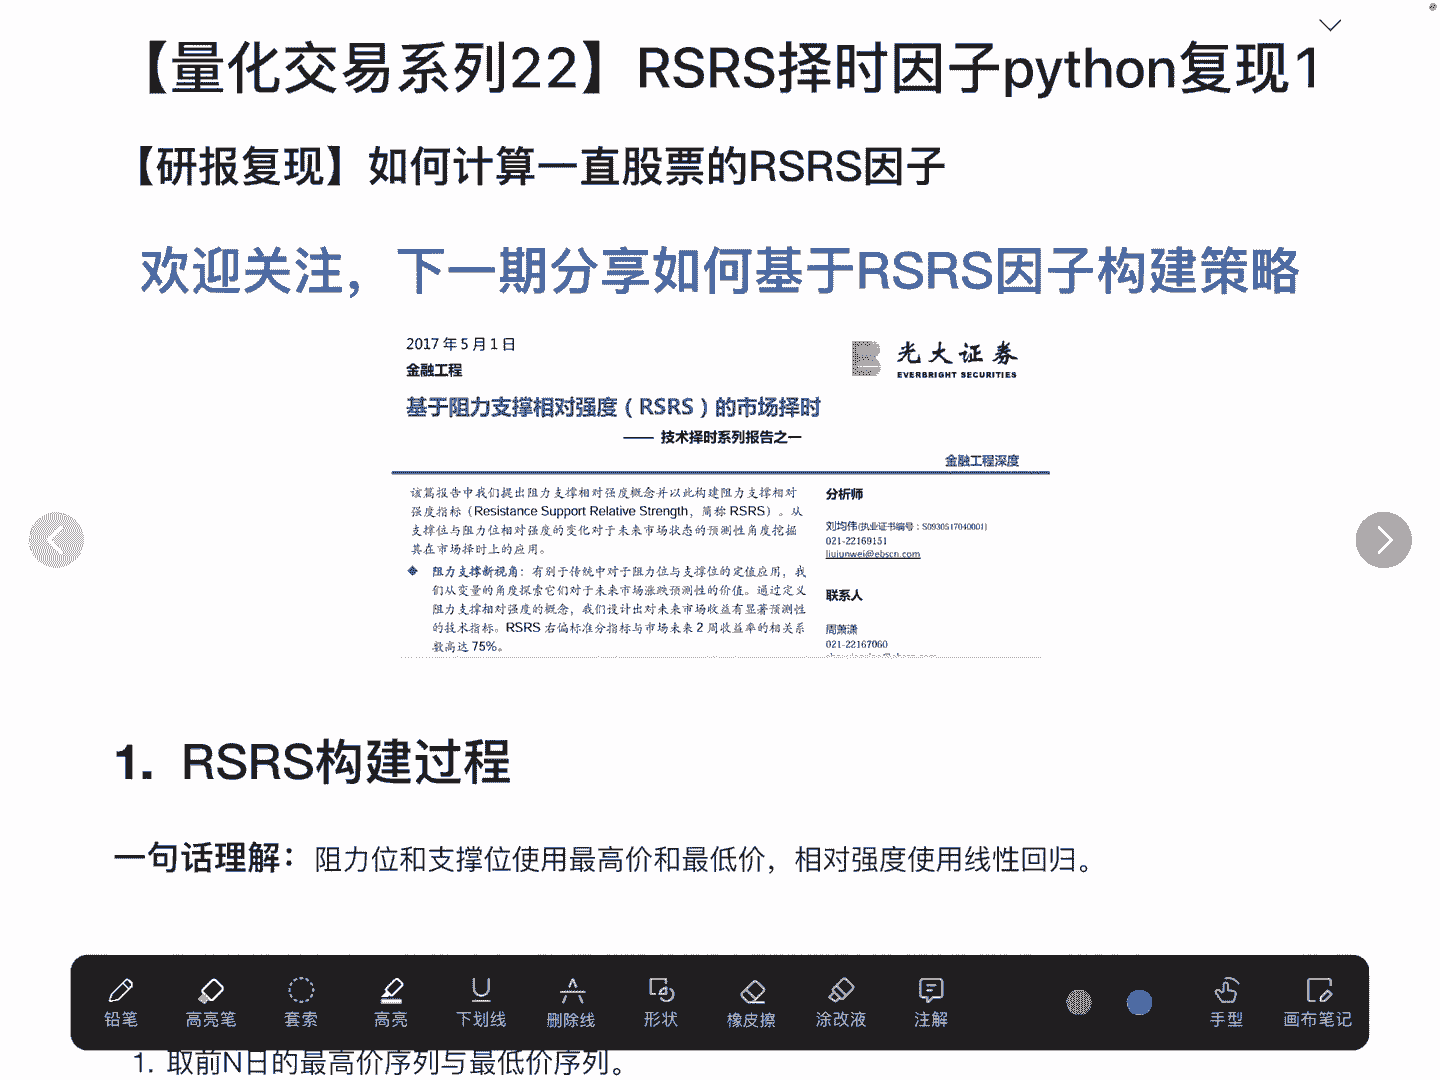 【量化交易系列22】RSRS择时因子python复现1
【研报复现】如何计算一直股票的RSRS因子
欢迎关注，下一期分享如何基于RSRS因子构建策略
2017 年 5 月 1 日
金融工程
光大证券
EVERBRIGHT SECURITIES
基于阻力支撑相对强度（RSRS）的市场择时
—— 技术择时系列报告之一
金融工程深度
该篇报告中我们提出阻力支撑相对强度概念并以此构建阻力支撑相对
强度指标（Resistance Support Relative Strength，简称 RSRS）。从
支撑位与阻力位相对强度的变化对于未来市场状态的预测性角度挖掘
其在市场择时上的应用。
◆ 阻力支撑新视角：有别于传统中对于阻力位与支撑位的定值应用，我
们从变量的角度探索它们对于未来市场涨跌预测性的价值。通过定义
阻力支撑相对强度的概念，我们设计出对未来市场收益有显著预测性
的技术指标。RSRS 右偏标准分指标与市场未来 2 周收益率的相关系
数高达 75%。
分析师
刘均伟(执业证书编号：S0930517040001)
021-22169151
liujunwei@ebscn.com
联系人
周萧潇
021-22167060
1. RSRS构建过程
一句话理解：阻力位和支撑位使用最高价和最低价，相对强度使用线性回归。
铅笔 高亮笔 套索 高亮 下划线 删除线 形状 橡皮擦 涂改液 注解 手型 画布笔记
1. 取前N日的最高价序列与最低价序列。